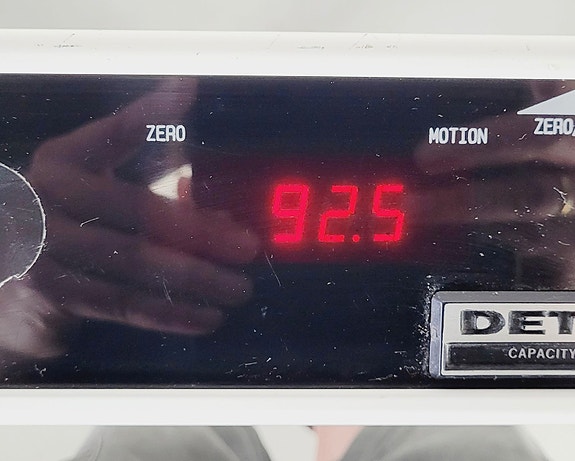 ZERO
MOTION
ZERO/
92.5
DET
CAPACITY